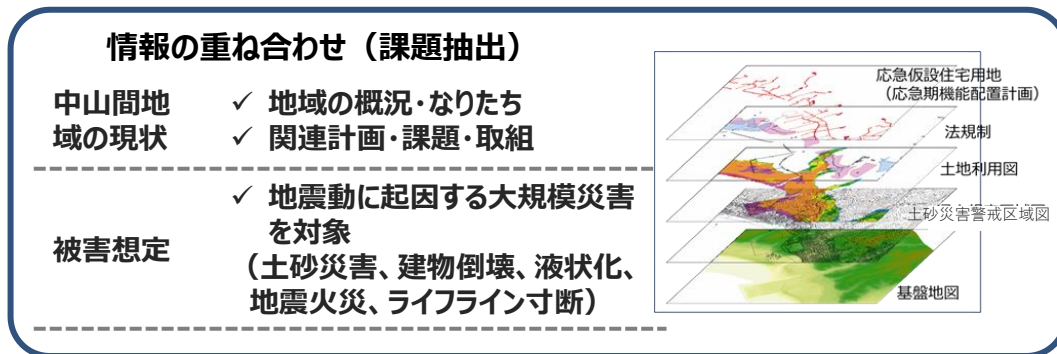 情報の重ね合わせ（課題抽出）
中山間地
域の現状
✓ 地域の概況・なりたち
✓ 関連計画・課題・取組
被害想定
✓ 地震動に起因する大規模災害
を対象
（土砂災害、建物倒壊、液状化、
地震火災、ライフライン寸断）
応急仮設住宅用地
（応急期機能配置計画）
法規制
土地利用図
土砂災害警戒区域図
基盤地図